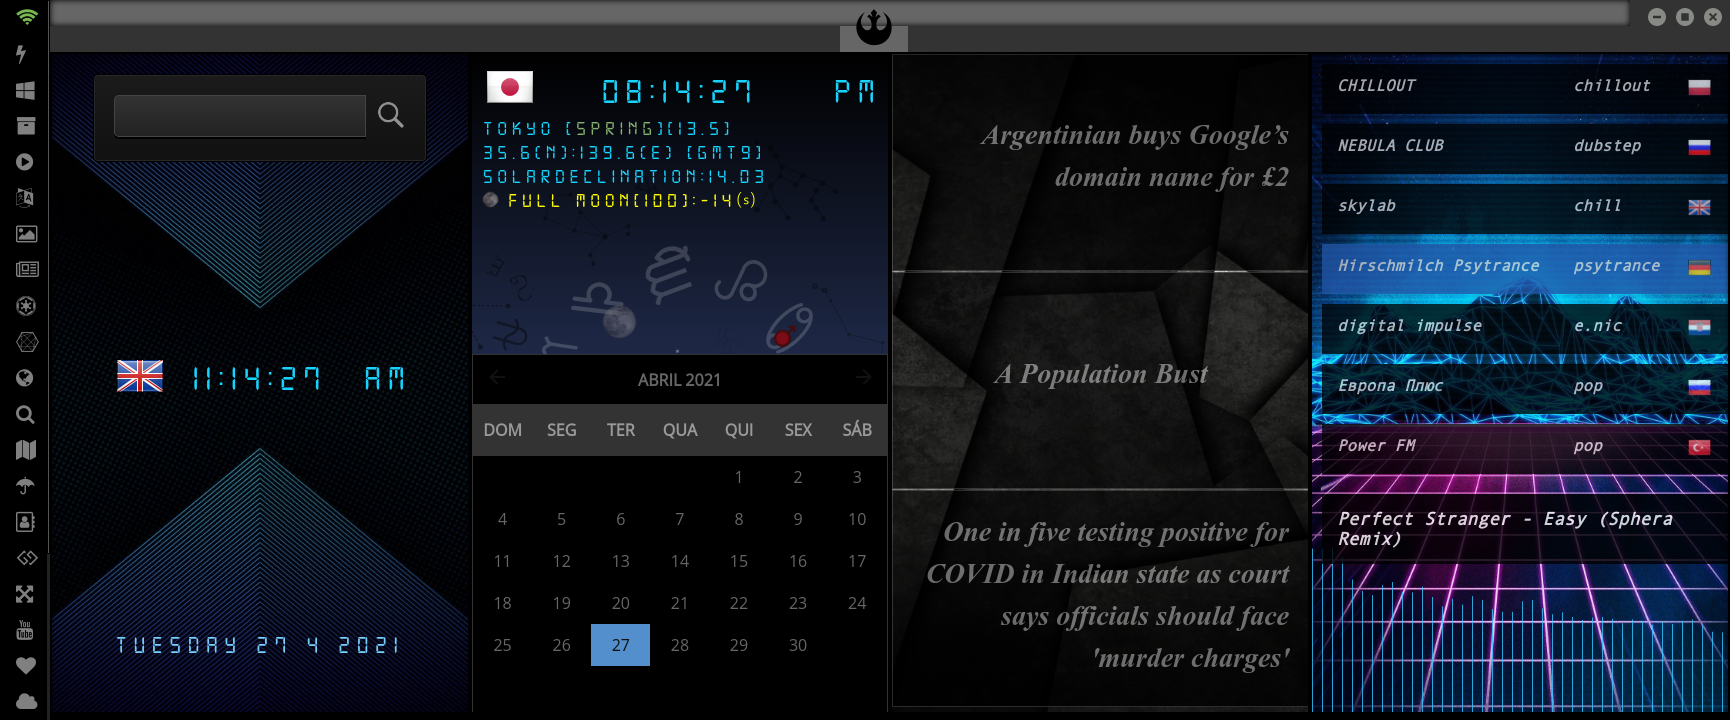 11:14:27 AM
TUESDAY 27 4 2021
08:14:27 PM
TOKYO [SPRING][13.5]
35.6(N):139.6(E) [GMT9]
SOLARDECLINATION:14.03
FULL MOON[100]:-14(s)
ABRIL 2021
DOM SEG TER QUA QUI SEX SÁB
1 2 3
4 5 6 7 8 9 10
11 12 13 14 15 16 17
18 19 20 21 22 23 24
25 26 27 28 29 30
Argentinian buys Google’s
domain name for £2
A Population Bust
One in five testing positive for
COVID in Indian state as court
says officials should face
'murder charges'
CHILLOUT chillout
NEBULA CLUB dubstep
skylab chill
Hirschmilch Psytrance psytrance
digital impulse e.nic
Европа Плюс pop
Power FM pop
Perfect Stranger - Easy (Sphera
Remix)
You
Tube